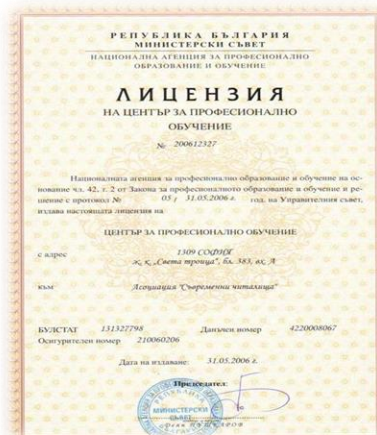 РЕПУБЛИКА БЪЛГАРИЯ
МИНИСТЕРСКИ СЪВЕТ
НАЦИОНАЛНА АГЕНЦИЯ ЗА ПРОФЕСИОНАЛНО
ОБРАЗОВАНИЕ И ОБУЧЕНИЕ
ЛИЦЕНЗИЯ
НА ЦЕНТЪР ЗА ПРОФЕСИОНАЛНО
ОБУЧЕНИЕ
№ 200612327
Националната агенция за професионално образование и обучение на ос-
нование чл. 42, т. 2 от Закона за професионалното образование и обучение и ре-
шение с протокол № 05 / 31.05.2006 г. год. на Управителния съвет,
издава настоящата лицензия на
ЦЕНТЪР ЗА ПРОФЕСИОНАЛНО ОБУЧЕНИЕ
с адрес 1309 СОФИЯ
ж. к. „Света троица", бл. 383, вх. А
към Асоциация "Съвременни читалища"
БУЛСТАТ 131327798 Данъчен номер 4220008067
Осигурителен номер 210060206
Дата на издаване: 31.05.2006 г.
Председател:
МИНИСТЕРСКИ
СЪВЕТ